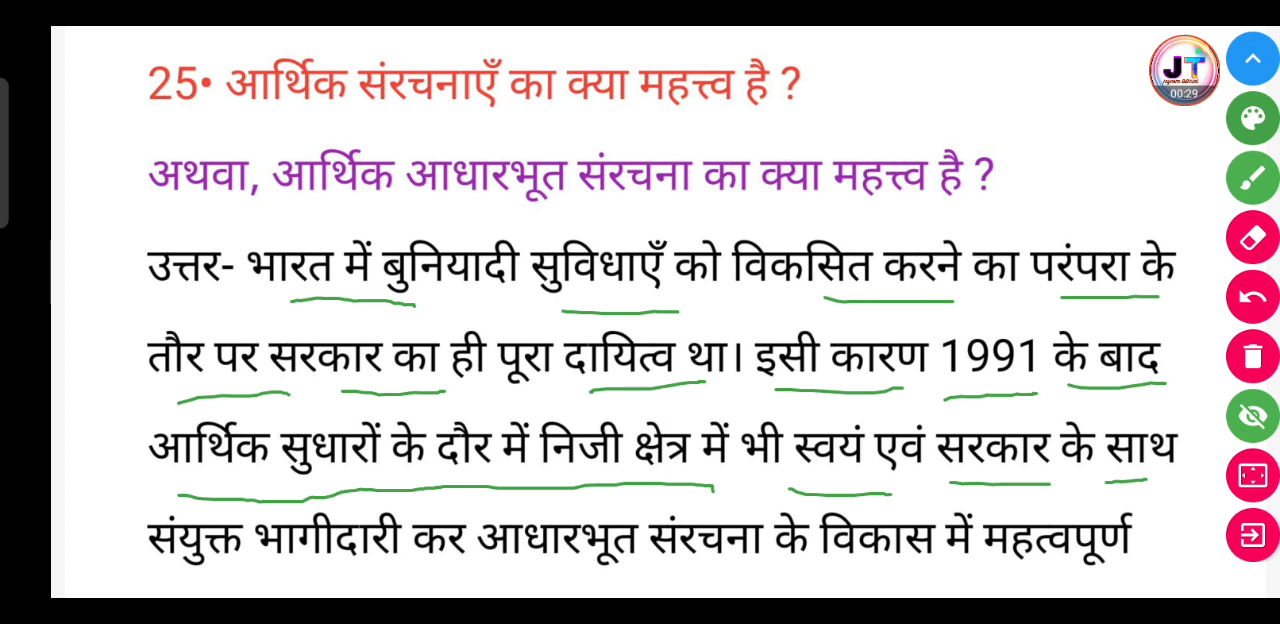 25• आर्थिक संरचनाएँ का क्या महत्त्व है ?
अथवा, आर्थिक आधारभूत संरचना का क्या महत्त्व है ?
उत्तर- भारत में बुनियादी सुविधाएँ को विकसित करने का परंपरा के
तौर पर सरकार का ही पूरा दायित्व था। इसी कारण 1991 के बाद
आर्थिक सुधारों के दौर में निजी क्षेत्र में भी स्वयं एवं सरकार के साथ
संयुक्त भागीदारी कर आधारभूत संरचना के विकास में महत्वपूर्ण
JT
00:29